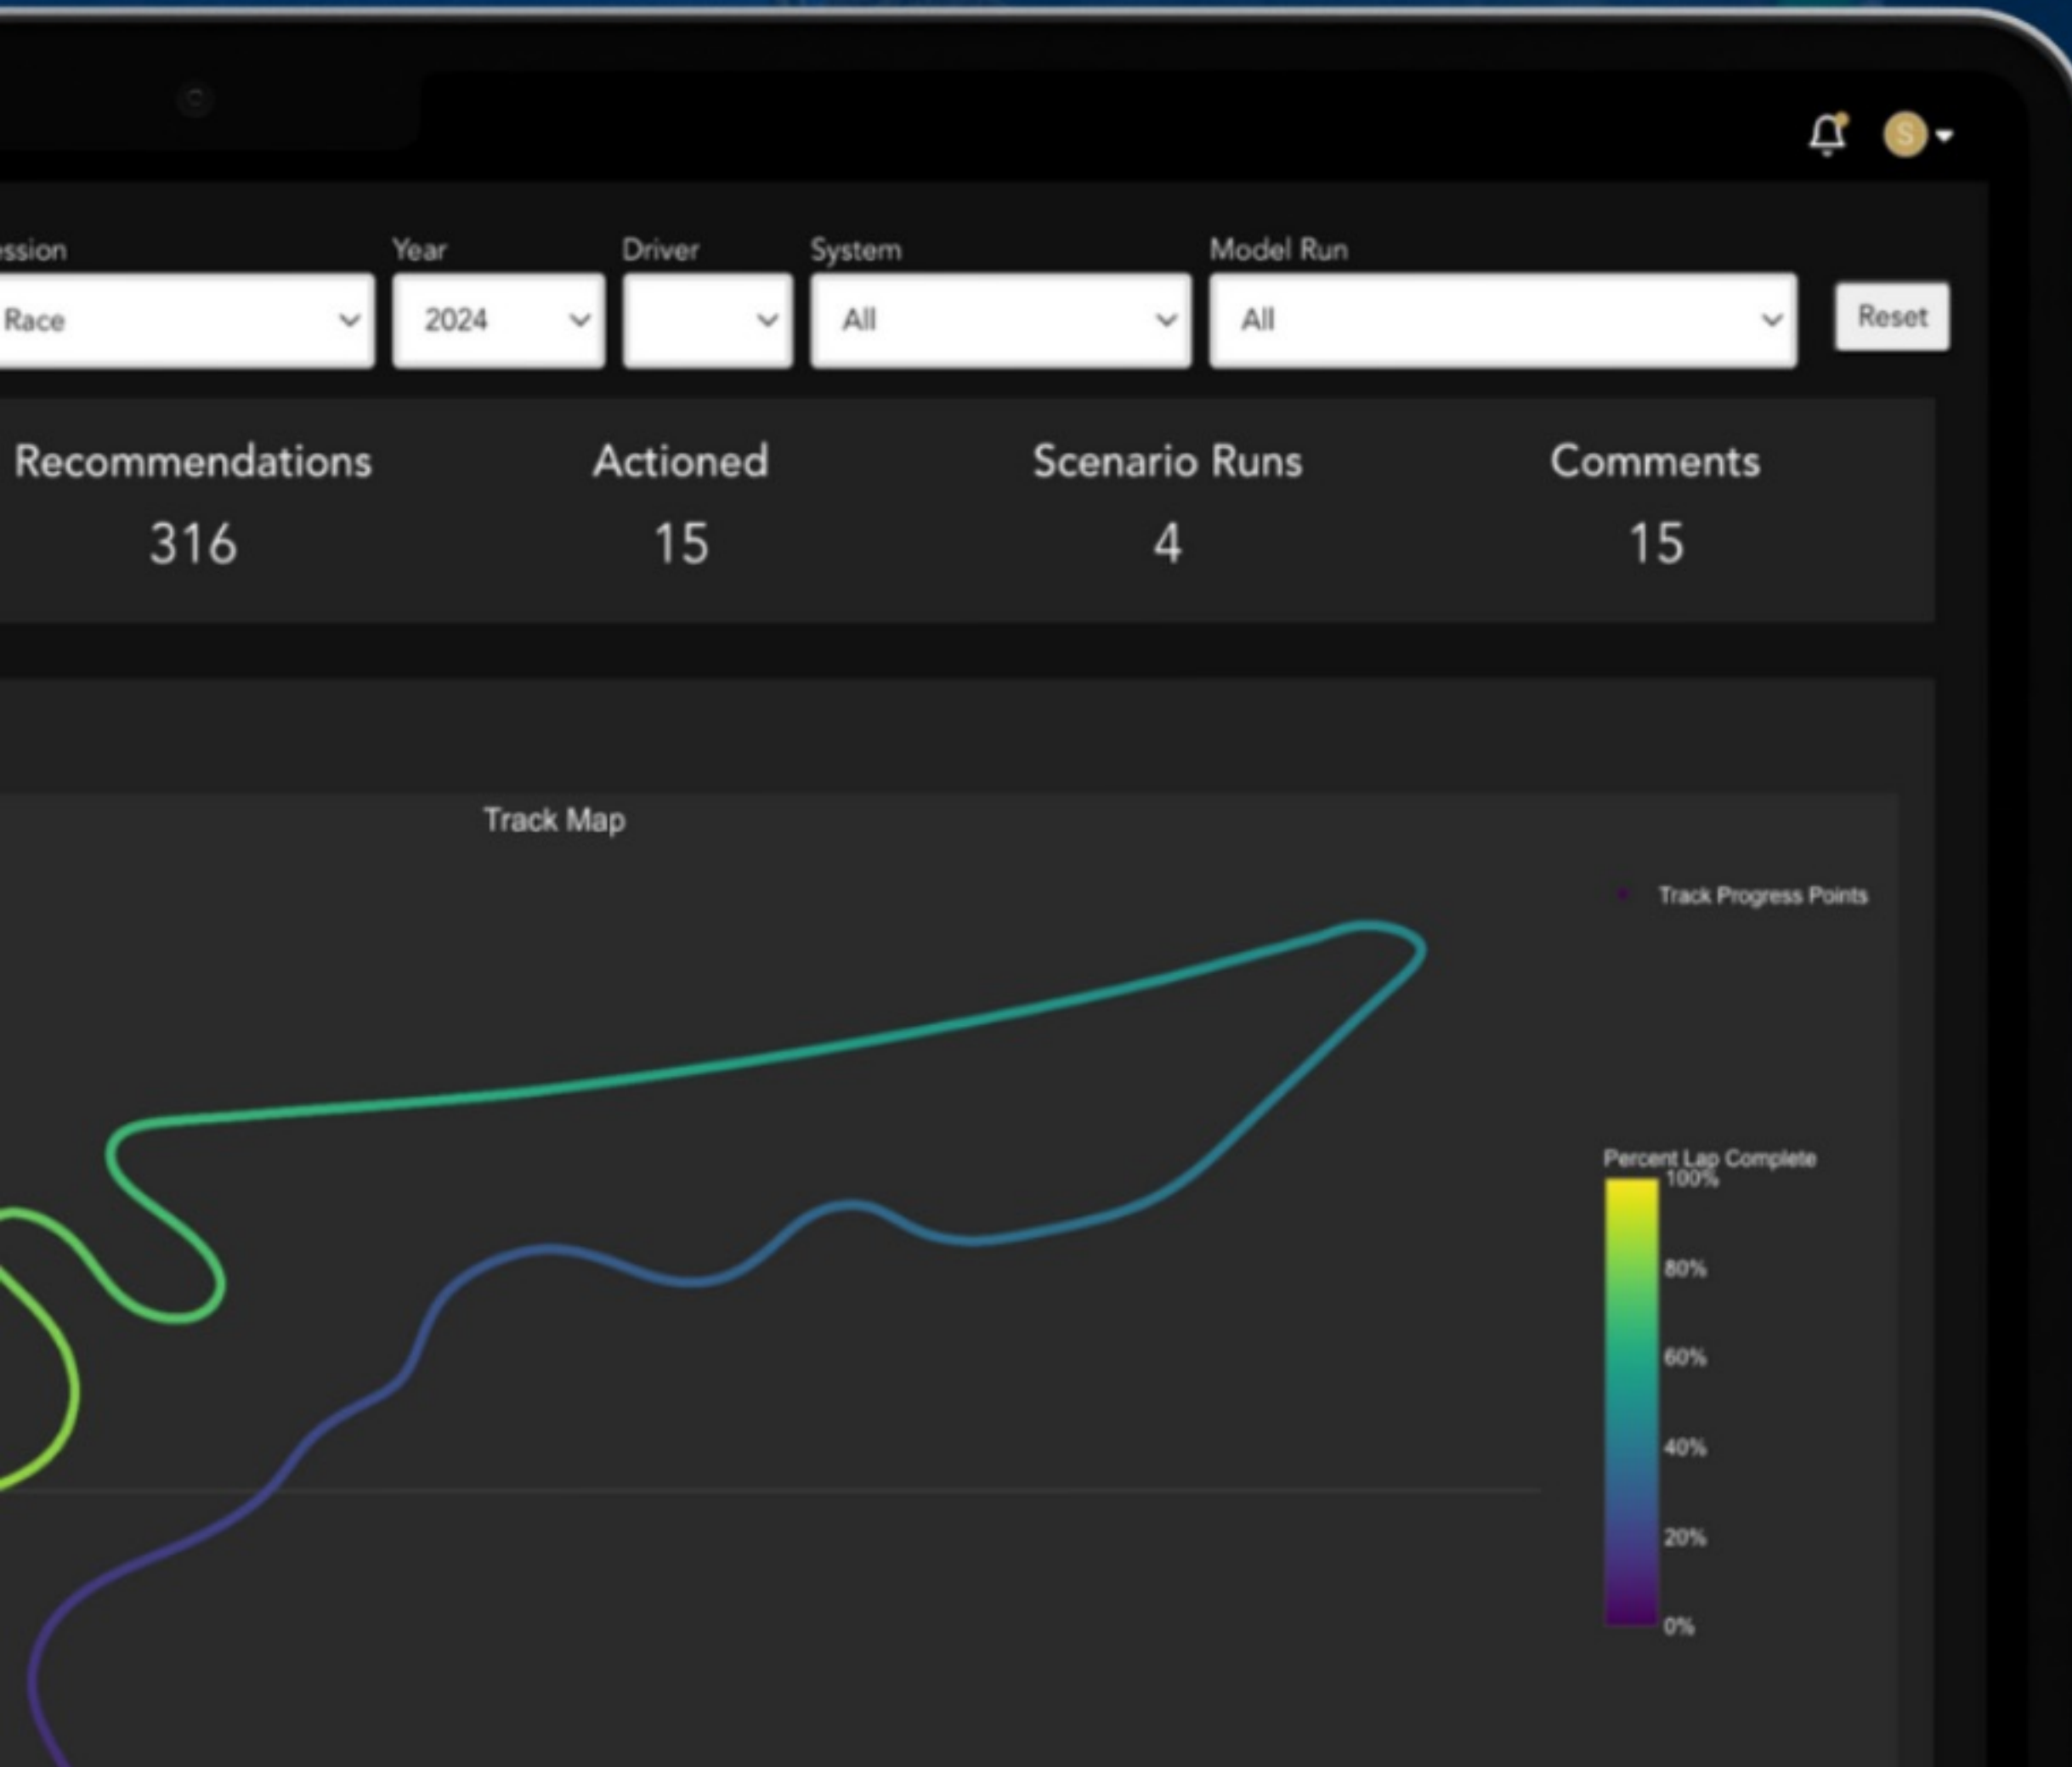 S
ession
Year
Driver
System
Model Run
Race
2024
All
All
Reset
Recommendations
Actioned
Scenario Runs
Comments
316
15
4
15
Track Map
Track Progress Points
Percent Lap Complete
100%
80%
60%
40%
20%
0%